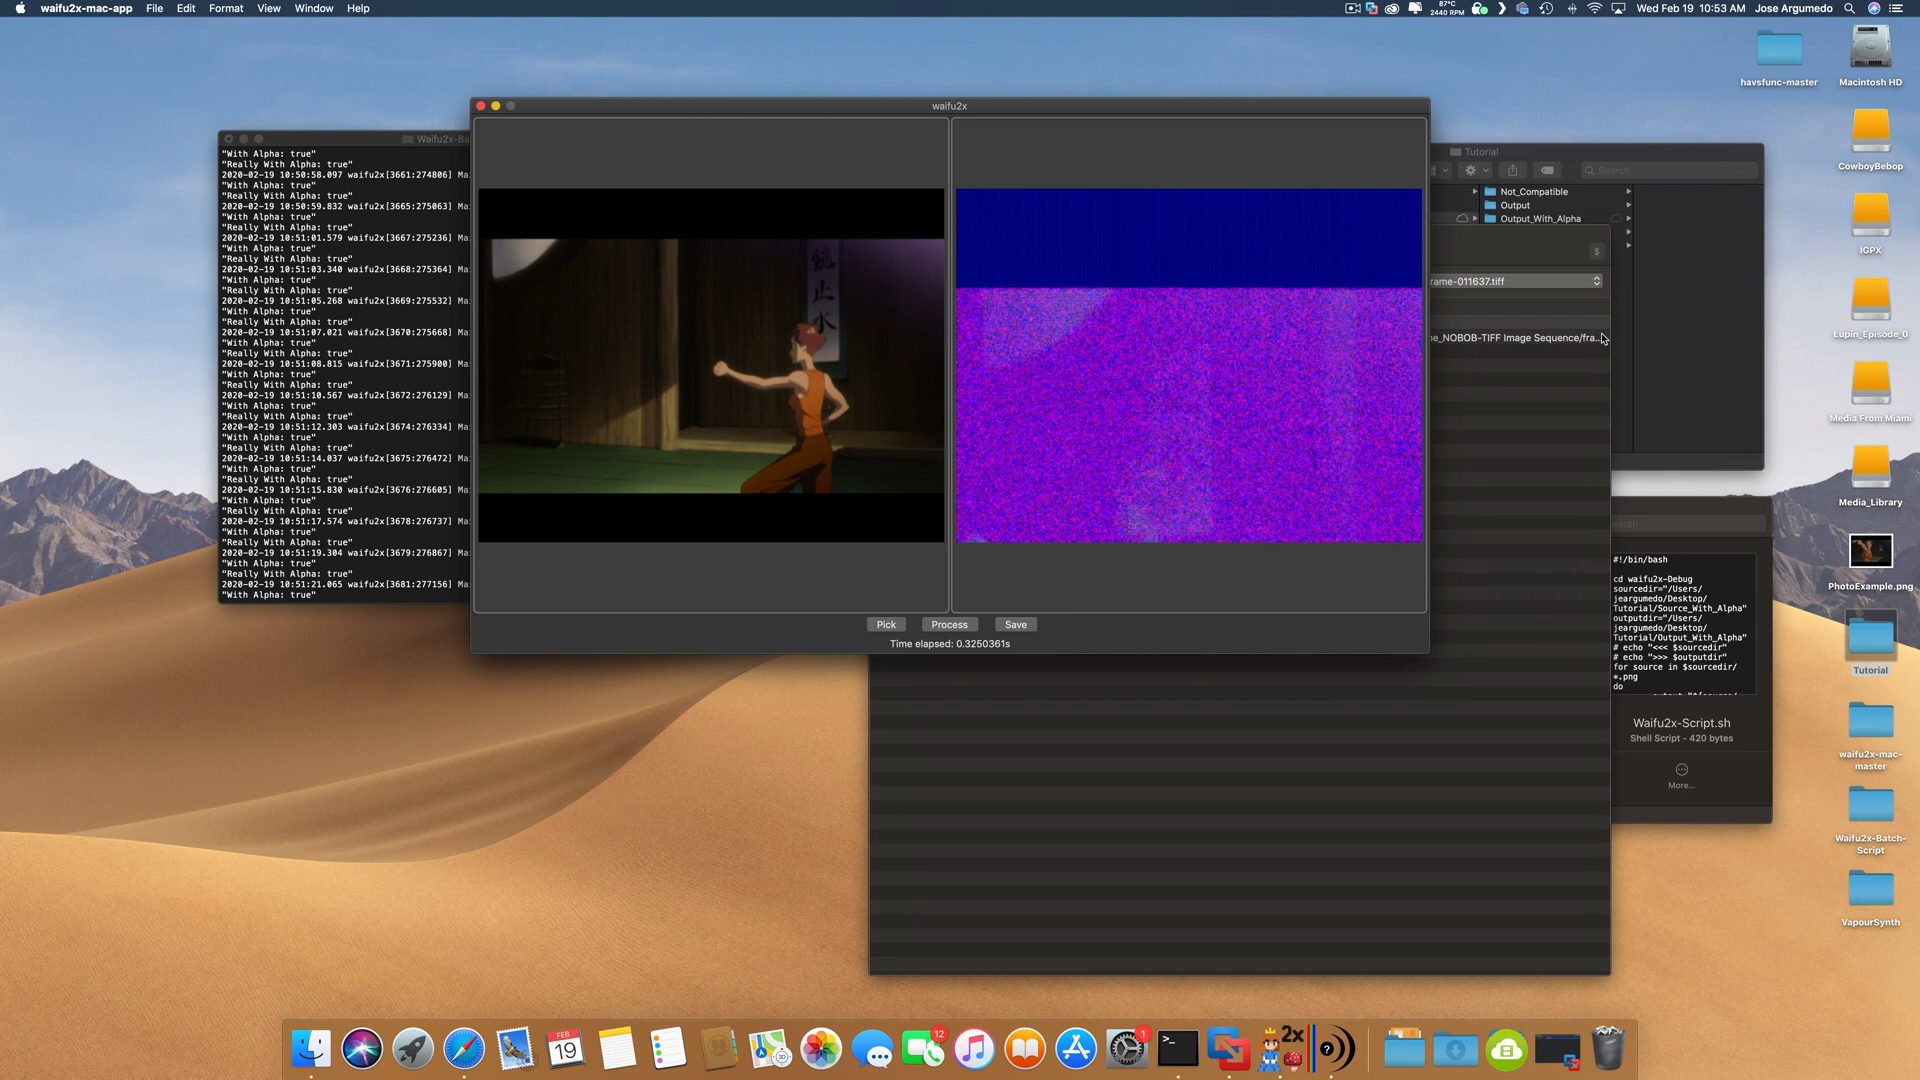 waifu2x-mac-app File Edit Format View Window Help
87°C
2440 RPM
Wed Feb 19 10:53 AM Jose Argumedo
havsfunc-master
Macintosh HD
CowboyBebop
IGPX
Lupin_Episode_0
Media From Miami
Media_Library
PhotoExample.png
Tutorial
waifu2x-mac-
master
Waifu2x-Batch-
Script
VapourSynth
Waifu2x-Ba
"With Alpha: true"
"Really With Alpha: true"
2020-02-19 10:50:58.097 waifu2x[3661:274806] Ma
"With Alpha: true"
"Really With Alpha: true"
2020-02-19 10:50:59.832 waifu2x[3665:275063] Ma
"With Alpha: true"
"Really With Alpha: true"
2020-02-19 10:51:01.579 waifu2x[3667:275236] Ma
"With Alpha: true"
"Really With Alpha: true"
2020-02-19 10:51:03.340 waifu2x[3668:275364] Ma
"With Alpha: true"
"Really With Alpha: true"
2020-02-19 10:51:05.268 waifu2x[3669:275532] Ma
"With Alpha: true"
"Really With Alpha: true"
2020-02-19 10:51:07.021 waifu2x[3670:275668] Ma
"With Alpha: true"
"Really With Alpha: true"
2020-02-19 10:51:08.815 waifu2x[3671:275900] Ma
"With Alpha: true"
"Really With Alpha: true"
2020-02-19 10:51:10.567 waifu2x[3672:276129] Ma
"With Alpha: true"
"Really With Alpha: true"
2020-02-19 10:51:12.303 waifu2x[3674:276334] Ma
"With Alpha: true"
"Really With Alpha: true"
2020-02-19 10:51:14.037 waifu2x[3675:276472] Ma
"With Alpha: true"
"Really With Alpha: true"
2020-02-19 10:51:15.830 waifu2x[3676:276605] Ma
"With Alpha: true"
"Really With Alpha: true"
2020-02-19 10:51:17.574 waifu2x[3678:276737] Ma
"With Alpha: true"
"Really With Alpha: true"
2020-02-19 10:51:19.304 waifu2x[3679:276867] Ma
"With Alpha: true"
"Really With Alpha: true"
2020-02-19 10:51:21.065 waifu2x[3681:277156] Ma
"With Alpha: true"
waifu2x
止
水
Pick Process Save
Time elapsed: 0.3250361s
Tutorial
Search
Not_Compatible
Output
Output_With_Alpha
rame-011637.tiff
ne_NOBOB-TIFF Image Sequence/fra...
#!/bin/bash
cd waifu2x-Debug
sourcedir="/Users/
jeargumedo/Desktop/
Tutorial/Source_With_Alpha"
outputdir="/Users/
jeargumedo/Desktop/
Tutorial/Output_With_Alpha"
# echo "<<< $sourcedir"
# echo ">>> $outputdir"
for source in $sourcedir/
*.png
do
Waifu2x-Script.sh
Shell Script - 420 bytes
More...
FEB
19
12
1
>_
2x